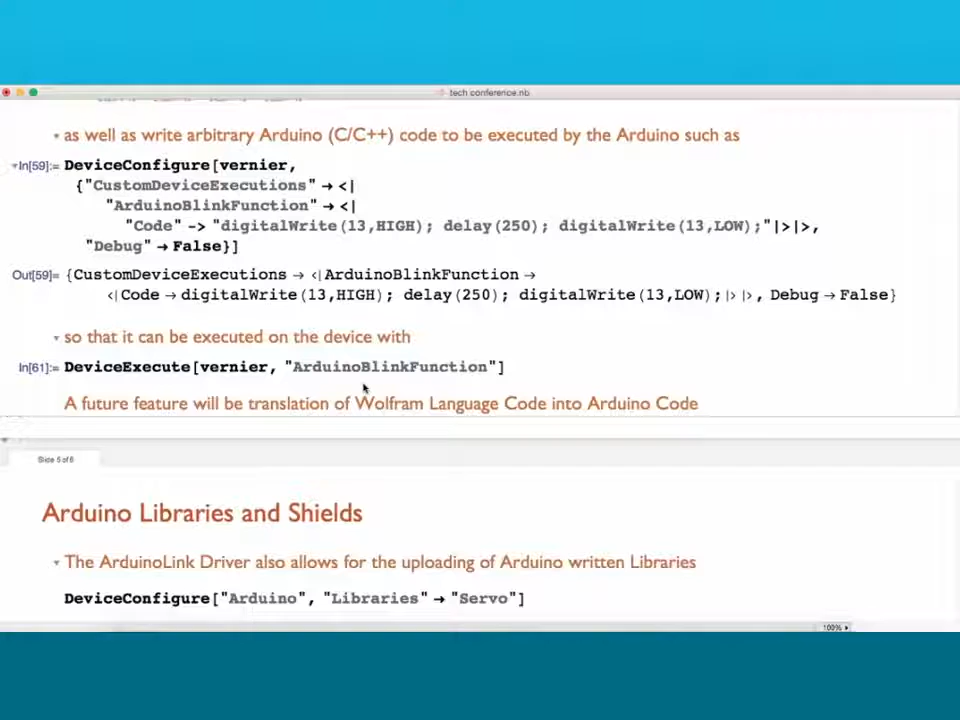 tech conference.nb
as well as write arbitrary Arduino (C/C++) code to be executed by the Arduino such as
In[59]:= DeviceConfigure[vernier,
{"CustomDeviceExecutions" → <|
"ArduinoBlinkFunction" → <|
"Code" -> "digitalWrite(13,HIGH); delay(250); digitalWrite(13,LOW);"|>|>,
"Debug" → False}]
Out[59]= {CustomDeviceExecutions → <|ArduinoBlinkFunction →
<|Code → digitalWrite(13,HIGH); delay(250); digitalWrite(13,LOW);|>|>, Debug → False}
so that it can be executed on the device with
In[61]:= DeviceExecute[vernier, "ArduinoBlinkFunction"]
A future feature will be translation of Wolfram Language Code into Arduino Code
Slide 5 of 6
Arduino Libraries and Shields
The ArduinoLink Driver also allows for the uploading of Arduino written Libraries
DeviceConfigure["Arduino", "Libraries" → "Servo"]
100%